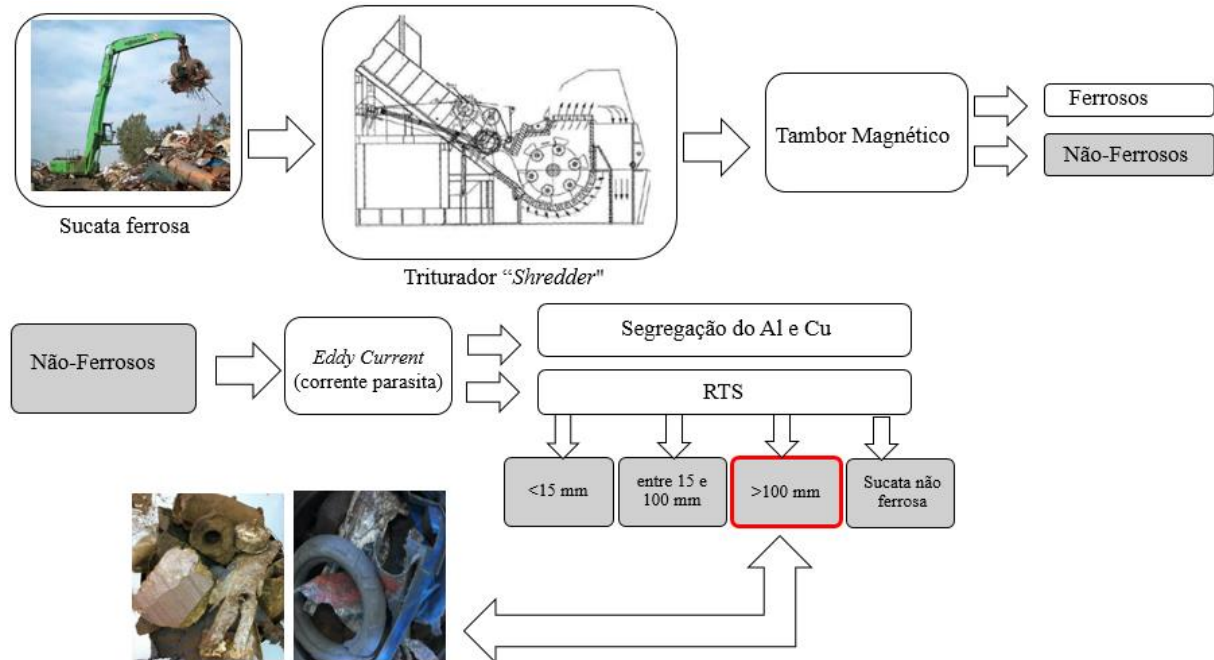 Sucata ferrosa
Triturador “Shredder"
Tambor Magnético
Ferrosos
Não-Ferrosos
Não-Ferrosos
Eddy Current
(corrente parasita)
Segregação do Al e Cu
RTS
<15 mm
entre 15 e
100 mm
>100 mm
Sucata não
ferrosa